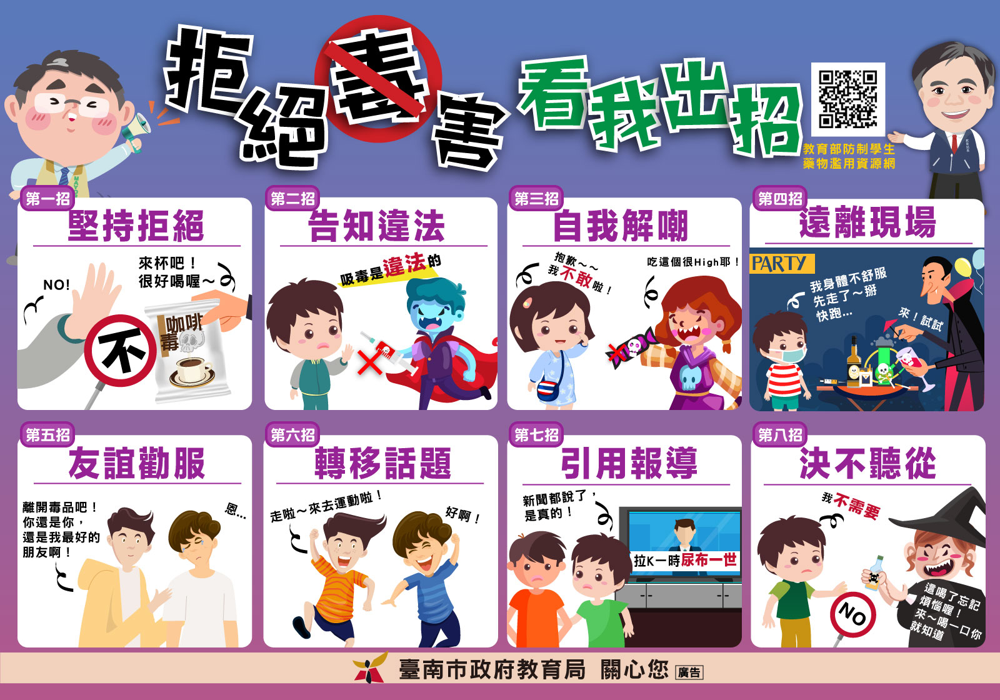 拒絕毒害 看我出招
教育部防制學生
藥物濫用資源網
MAYOR
第一招
堅持拒絕
NO!
來杯吧！
很好喝喔～
不
咖啡
毒
第二招
告知違法
吸毒是違法的
第三招
自我解嘲
抱歉～～
我不敢啦！
吃這個很High耶！
第四招
遠離現場
PARTY
我身體不舒服
先走了～掰
快跑...
來！試試
第五招
友誼勸服
離開毒品吧！
你還是你，
還是我最好的
朋友啊！
恩...
第六招
轉移話題
走啦～來去運動啦！
好啊！
第七招
引用報導
新聞都說了，
是真的！
拉K一時尿布一世
第八招
決不聽從
我不需要
NO
這喝了忘記
煩惱喔！
來～喝一口你
就知道
臺南市政府教育局 關心您 廣告